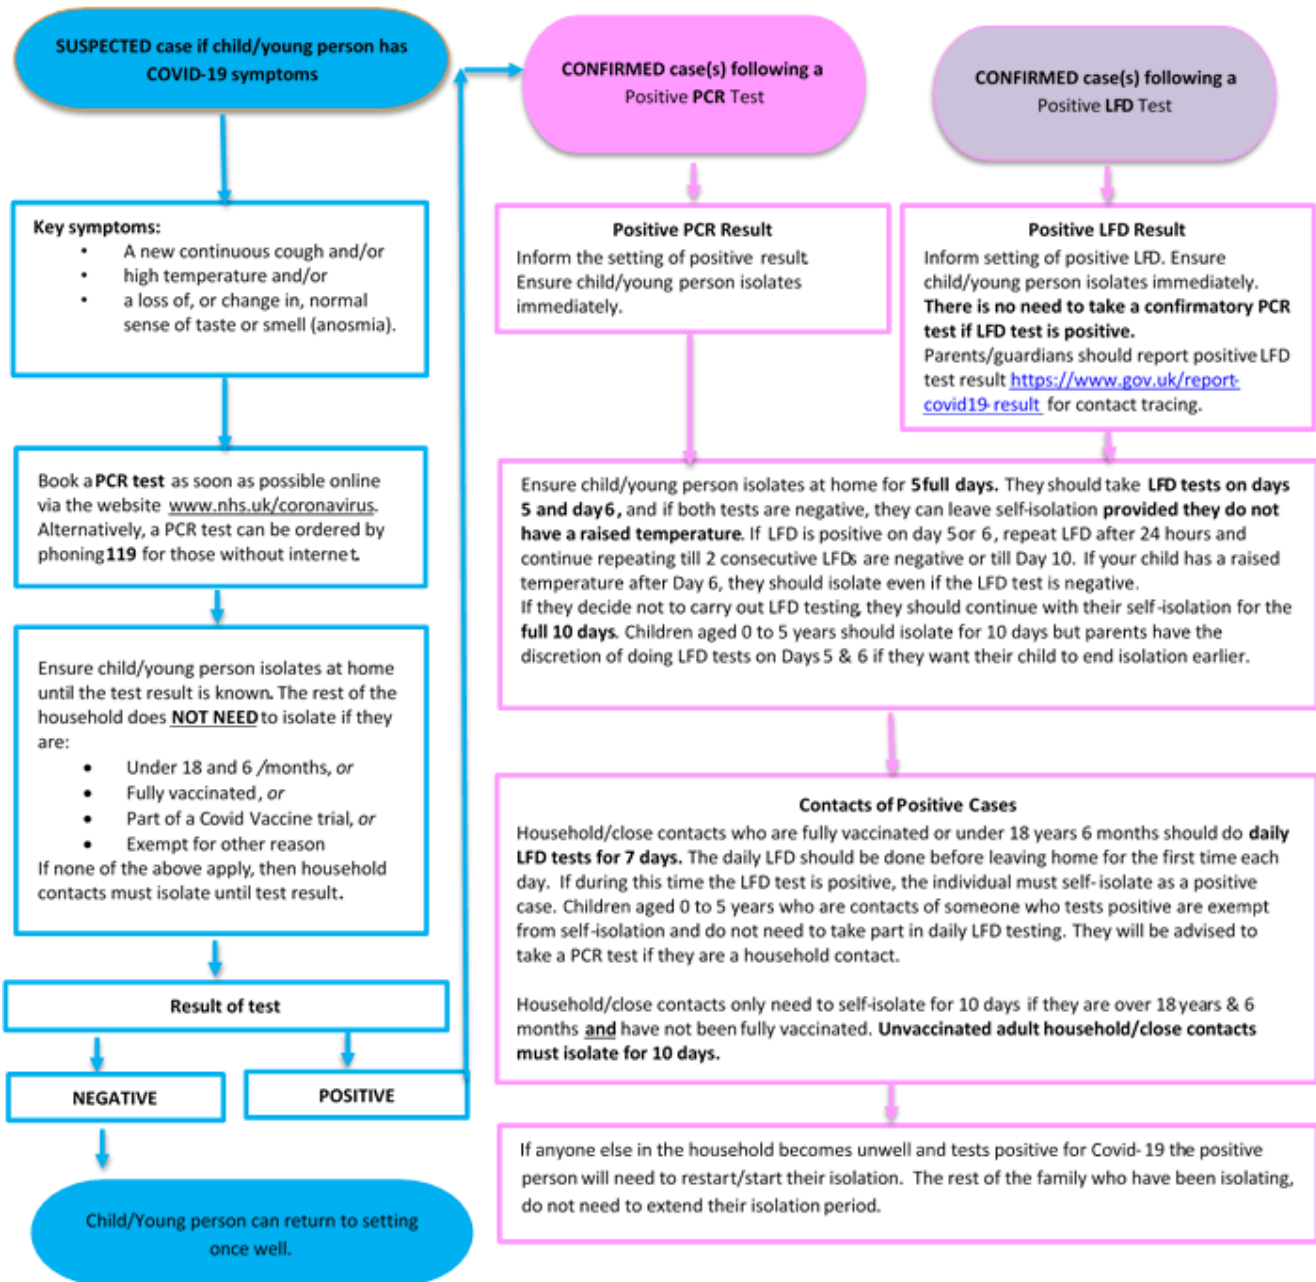 SUSPECTED case if child/young person has
COVID-19 symptoms
Key symptoms:
• A new continuous cough and/or
• high temperature and/or
• a loss of, or change in, normal
sense of taste or smell (anosmia).
Book a PCR test as soon as possible online
via the website www.nhs.uk/coronavirus.
Alternatively, a PCR test can be ordered by
phoning 119 for those without internet.
Ensure child/young person isolates at home
until the test result is known. The rest of the
household does NOT NEED to isolate if they
are:
• Under 18 and 6 /months, or
• Fully vaccinated, or
• Part of a Covid Vaccine trial, or
• Exempt for other reason
If none of the above apply, then household
contacts must isolate until test result.
Result of test
NEGATIVE
POSITIVE
Child/Young person can return to setting
once well.
CONFIRMED case(s) following a
Positive PCR Test
Positive PCR Result
Inform the setting of positive result.
Ensure child/young person isolates
immediately.
CONFIRMED case(s) following a
Positive LFD Test
Positive LFD Result
Inform setting of positive LFD. Ensure
child/young person isolates immediately.
There is no need to take a confirmatory PCR
test if LFD test is positive.
Parents/guardians should report positive LFD
test result https://www.gov.uk/report-
covid19-result for contact tracing.
Ensure child/young person isolates at home for 5full days. They should take LFD tests on days
5 and day 6, and if both tests are negative, they can leave self-isolation provided they do not
have a raised temperature. If LFD is positive on day 5 or 6, repeat LFD after 24 hours and
continue repeating till 2 consecutive LFDs are negative or till Day 10. If your child has a raised
temperature after Day 6, they should isolate even if the LFD test is negative.
If they decide not to carry out LFD testing, they should continue with their self-isolation for the
full 10 days. Children aged 0 to 5 years should isolate for 10 days but parents have the
discretion of doing LFD tests on Days 5 & 6 if they want their child to end isolation earlier.
Contacts of Positive Cases
Household/close contacts who are fully vaccinated or under 18 years 6 months should do daily
LFD tests for 7 days. The daily LFD should be done before leaving home for the first time each
day. If during this time the LFD test is positive, the individual must self-isolate as a positive
case. Children aged 0 to 5 years who are contacts of someone who tests positive are exempt
from self-isolation and do not need to take part in daily LFD testing. They will be advised to
take a PCR test if they are a household contact.
Household/close contacts only need to self-isolate for 10 days if they are over 18 years & 6
months and have not been fully vaccinated. Unvaccinated adult household/close contacts
must isolate for 10 days.
If anyone else in the household becomes unwell and tests positive for Covid-19 the positive
person will need to restart/start their isolation. The rest of the family who have been isolating,
do not need to extend their isolation period.